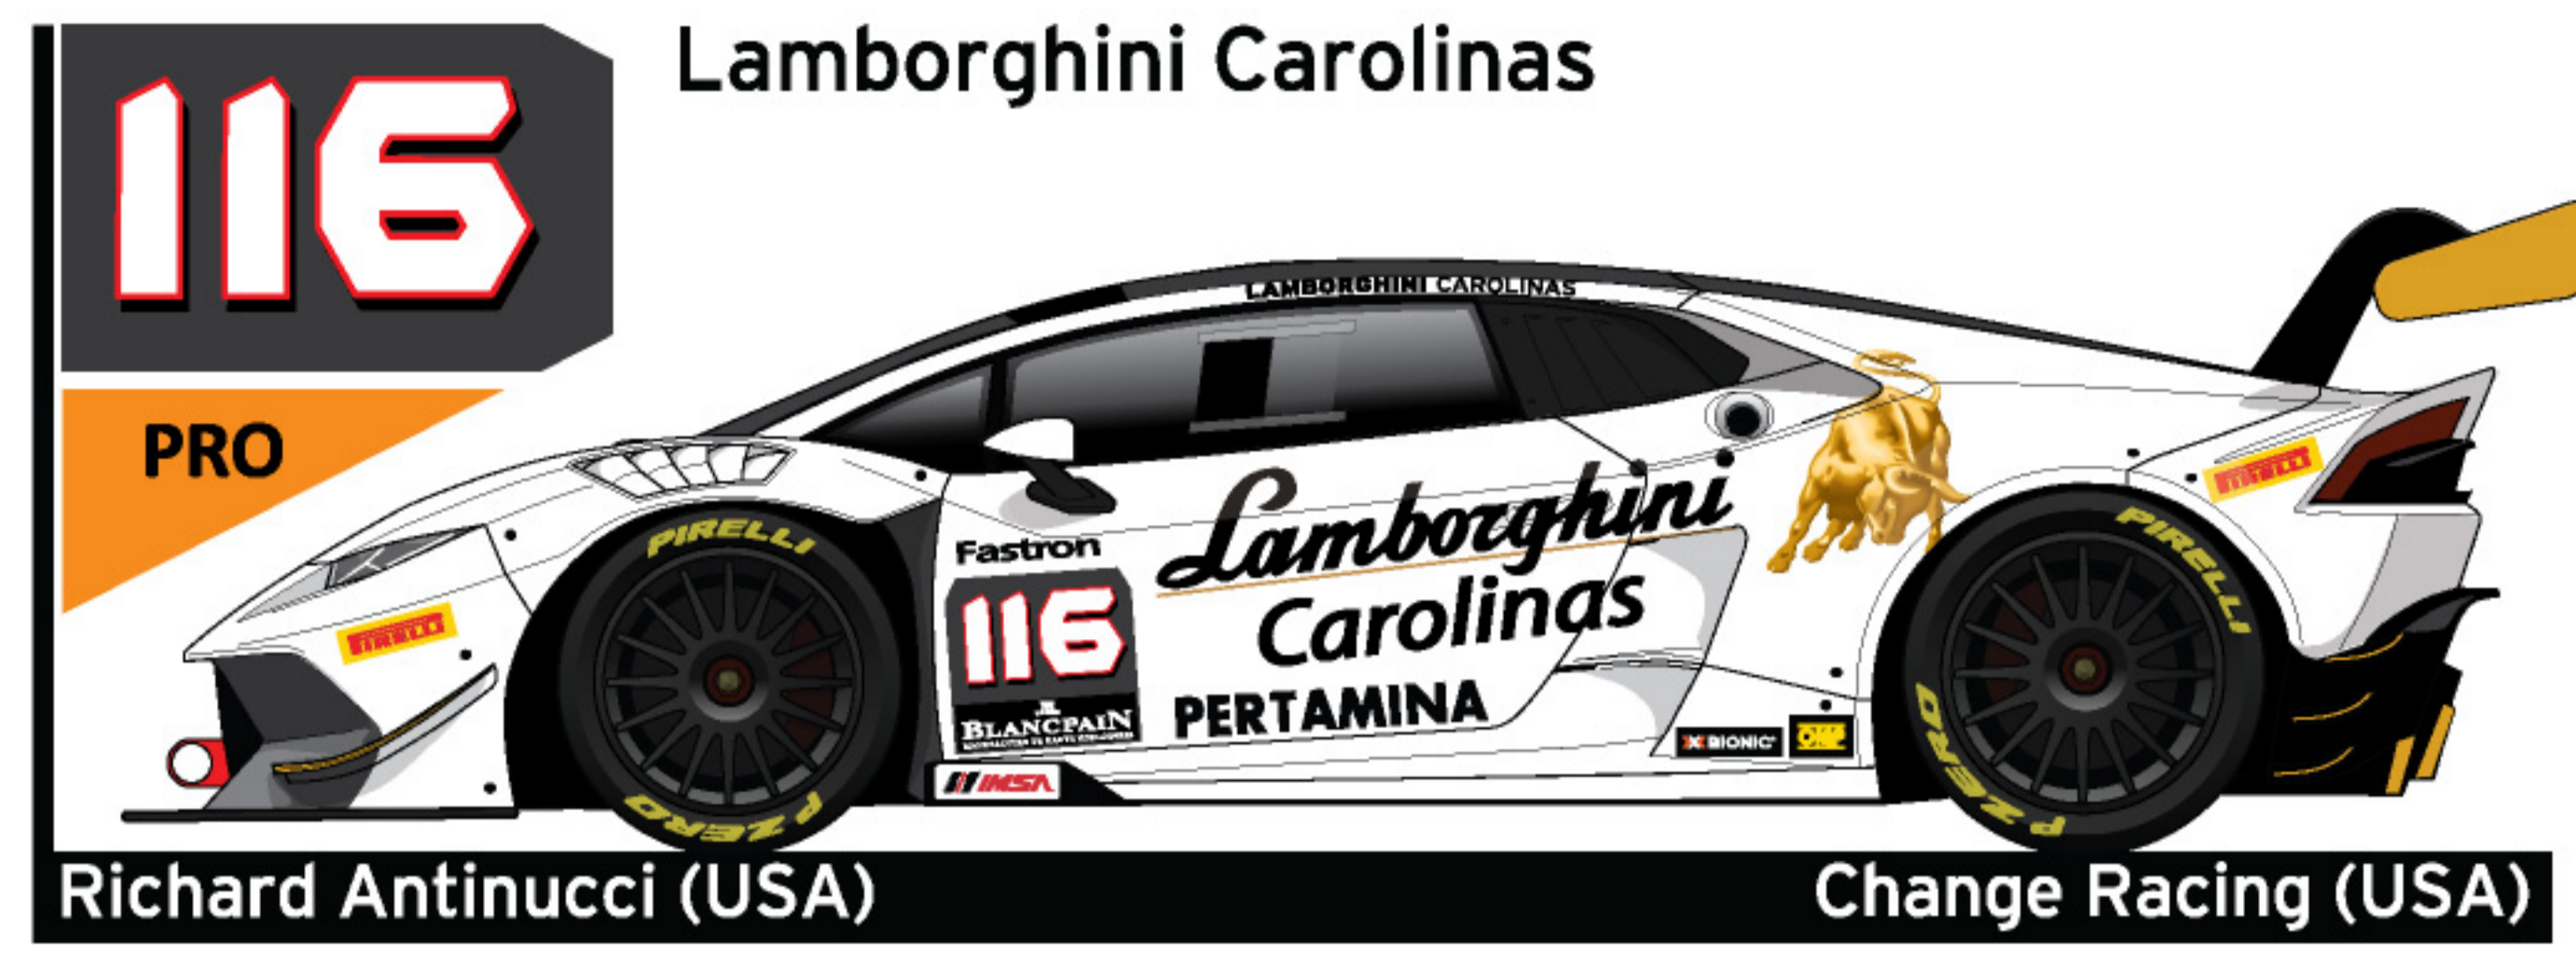 116
Lamborghini Carolinas
PRO
LAMBORGHINI CAROLINAS
PIRELLI
PIRELLI
PIRELLI
PIRELLI
Fastron
Lamborghini
Carolinas
116
BLANCPAIN
PERTAMINA
X-BIONIC®
OMP
IMSA
P ZERO
P ZERO
Richard Antinucci (USA)
Change Racing (USA)